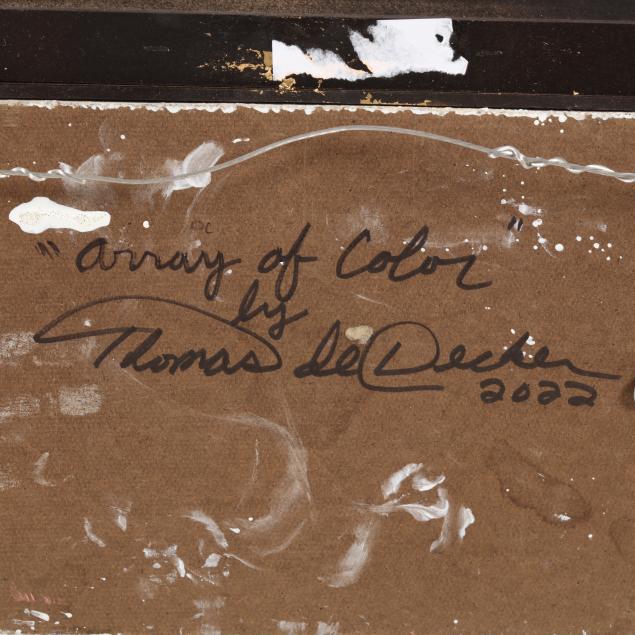 "Array of Color"
by
Thomas deDecker
2022